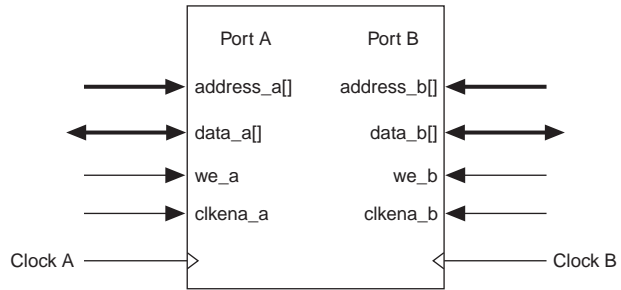 Port A Port B
address_a[] address_b[]
data_a[] data_b[]
we_a we_b
clkena_a clkena_b
Clock A Clock B